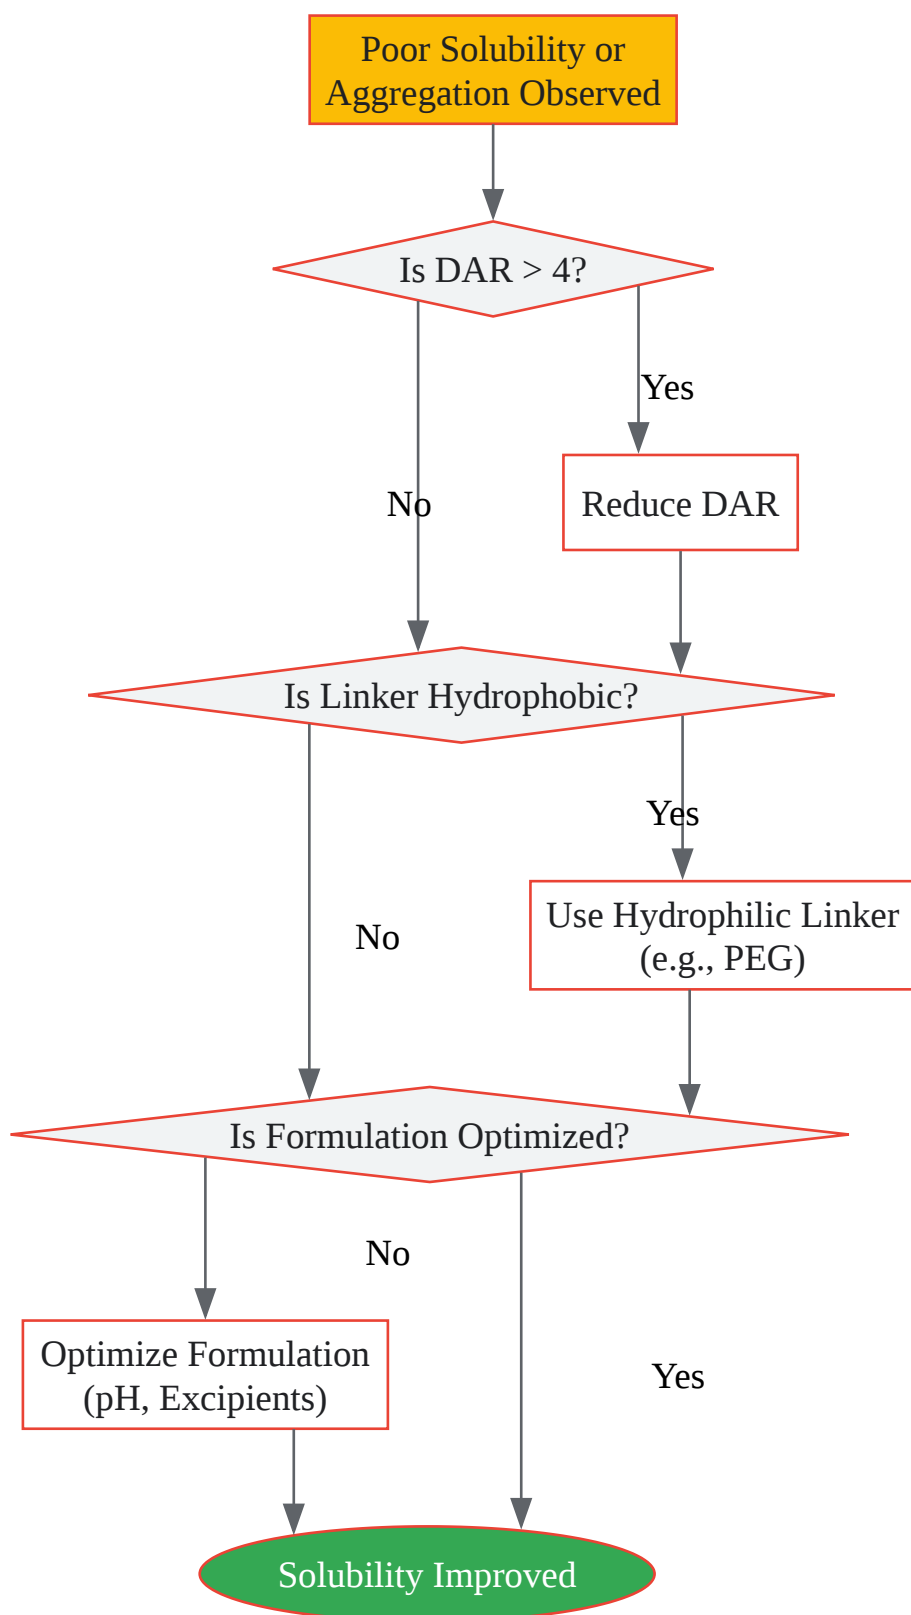 Poor Solubility or
Aggregation Observed
Is DAR > 4?
Yes
No
Reduce DAR
Is Linker Hydrophobic?
Yes
No
Use Hydrophilic Linker
(e.g., PEG)
Is Formulation Optimized?
No
Optimize Formulation
(pH, Excipients)
Yes
Solubility Improved